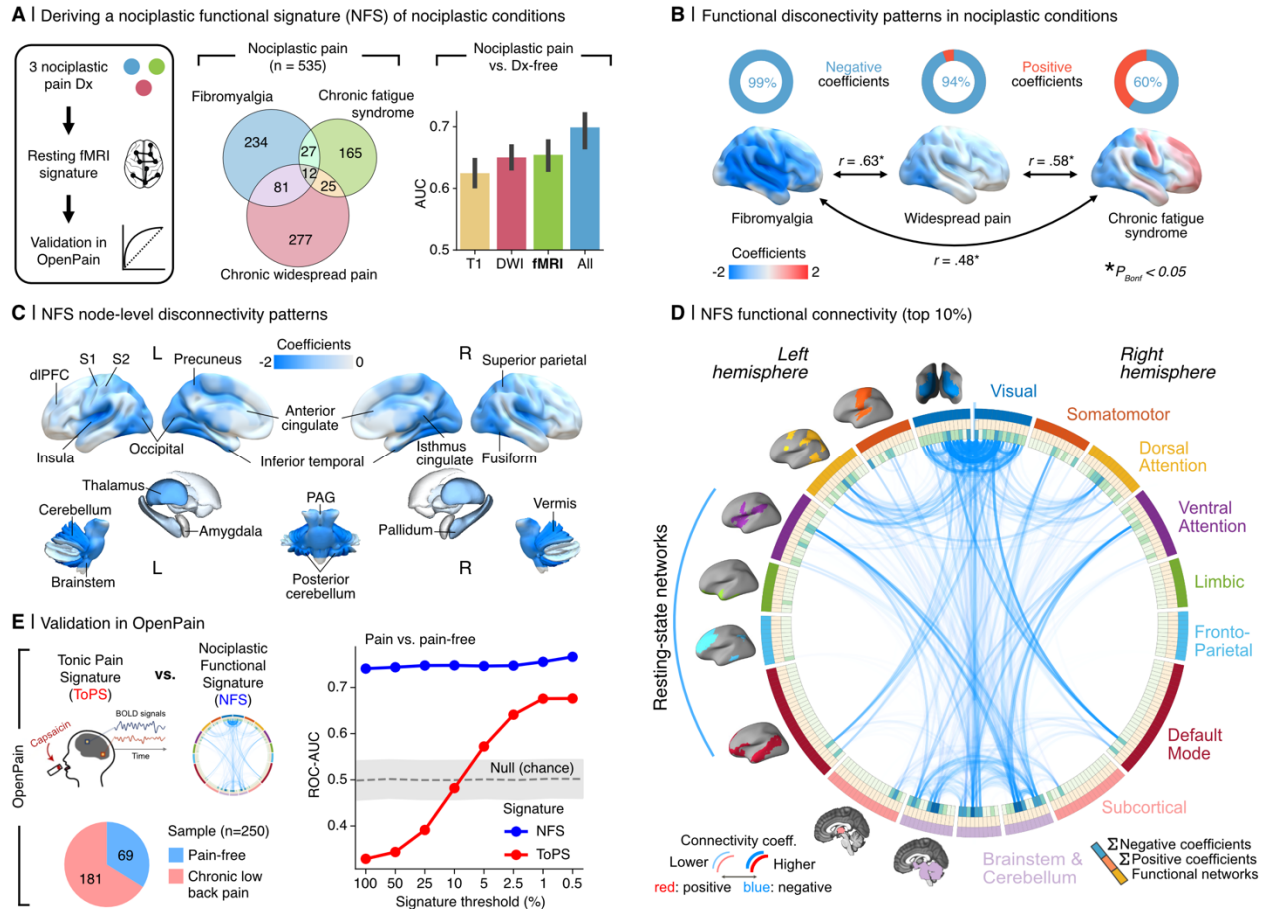 A | Deriving a nociplastic functional signature (NFS) of nociplastic conditions
3 nociplastic
pain Dx
Resting fMRI
signature
Validation in
OpenPain
Nociplastic pain
(n = 535)
Fibromyalgia
Chronic fatigue
syndrome
234
27
165
12
81
25
277
Chronic widespread pain
Nociplastic pain
vs. Dx-free
AUC
0.7
0.6
0.5
T1
DWI
fMRI
All
B | Functional disconectivity patterns in nociplastic conditions
99%
Negative
coefficients
94%
Positive
coefficients
60%
r = .63*
r = .58*
Fibromyalgia
Widespread pain
Chronic fatigue
syndrome
Coefficients
-2
2
r = .48*
*P Bonf < 0.05
C | NFS node-level disconectivity patterns
S1
S2
L
Precuneus
Coefficients
-2
0
R
Superior parietal
dlPFC
Anterior
cingulate
Insula
Occipital
Inferior temporal
Isthmus
cingulate
Fusiform
Thalamus
PAG
Vermis
Cerebellum
Amygdala
Pallidum
Brainstem
L
Posterior
cerebellum
R
D | NFS functional connectivity (top 10%)
Left
hemisphere
Right
hemisphere
Visual
Somatomotor
Dorsal
Attention
Ventral
Attention
Limbic
Fronto-
Parietal
Default
Mode
Subcortical
Brainstem &
Cerebellum
Resting-state networks
Connectivity coeff.
Lower
Higher
red: positive
blue: negative
ΣNegative coefficients
ΣPositive coefficients
Functional networks
E | Validation in OpenPain
OpenPain
Tonic Pain
Signature
(ToPS)
vs.
Nociplastic
Functional
Signature
(NFS)
BOLD signals
Capsaicin
Time
Sample (n=250)
69
181
Pain-free
Chronic low
back pain
Pain vs. pain-free
ROC-AUC
0.7
0.6
0.5
0.4
Null (chance)
Signature
NFS
ToPS
100
50
25
10
5
2.5
1
0.5
Signature threshold (%)